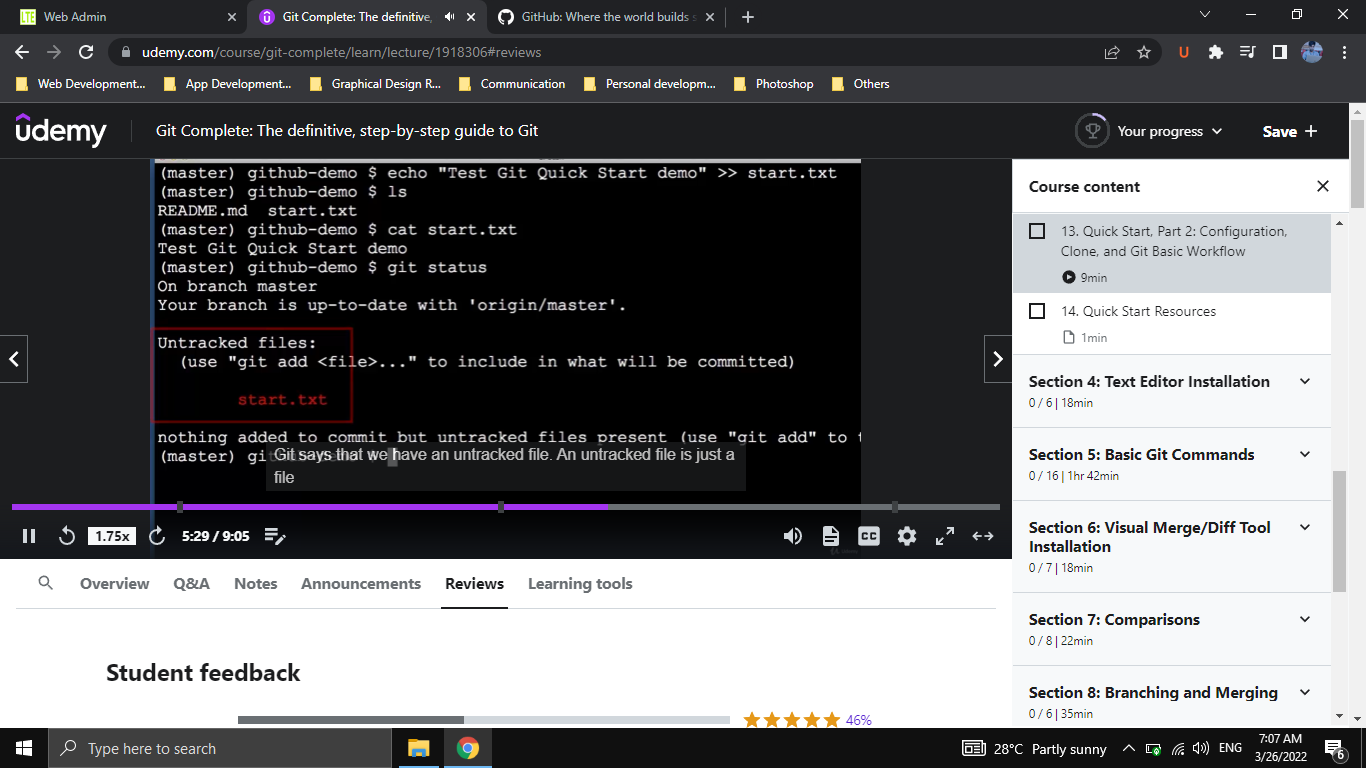 LTE
Web Admin
Git Complete: The definitive,
GitHub: Where the world builds s
udemy.com/course/git-complete/learn/lecture/1918306#reviews
U
Web Development...
App Development...
Graphical Design R...
Communication
Personal developm...
Photoshop
Others
udemy
Git Complete: The definitive, step-by-step guide to Git
Your progress
Save +
(master) github-demo $ echo "Test Git Quick Start demo" >> start.txt
(master) github-demo $ ls
README.md start.txt
(master) github-demo $ cat start.txt
Test Git Quick Start demo
(master) github-demo $ git status
On branch master
Your branch is up-to-date with 'origin/master'.
Untracked files:
(use "git add <file>..." to include in what will be committed)
start.txt
nothing added to commit but untracked files present (use "git add" to t
(master) github-demo $
Git says that we have an untracked file. An untracked file is just a
file
1.75x
5:29 / 9:05
CC
Course content
13. Quick Start, Part 2: Configuration,
Clone, and Git Basic Workflow
9min
14. Quick Start Resources
1min
Section 4: Text Editor Installation
0 / 6 | 18min
Section 5: Basic Git Commands
0 / 16 | 1hr 42min
Section 6: Visual Merge/Diff Tool
Installation
0 / 7 | 18min
Section 7: Comparisons
0 / 8 | 22min
Section 8: Branching and Merging
0 / 6 | 35min
Overview
Q&A
Notes
Announcements
Reviews
Learning tools
Student feedback
46%
Type here to search
28°C Partly sunny
ENG
7:07 AM
3/26/2022
6